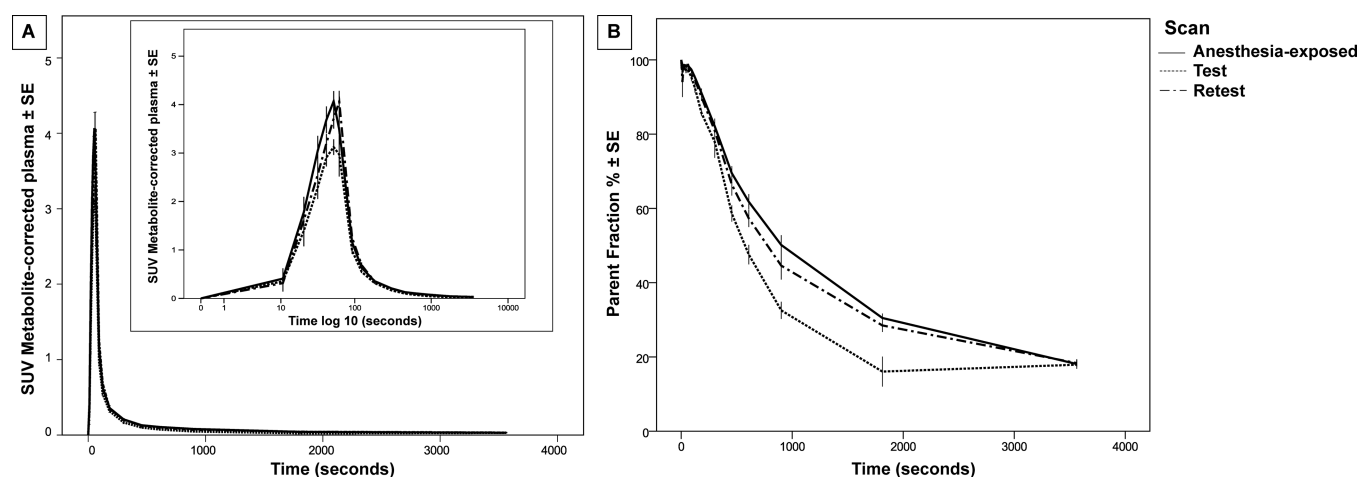 A
SUV Metabolite-corrected plasma ± SE
5
4
3
2
1
0
0
1000
2000
3000
4000
Time (seconds)
SUV Metabolite-corrected plasma ± SE
5
4
3
2
1
0
0
1
10
100
1000
10000
Time log 10 (seconds)
B
Parent Fraction % ± SE
100
80
60
40
20
0
0
1000
2000
3000
4000
Time (seconds)
Scan
Anesthesia-exposed
Test
Retest